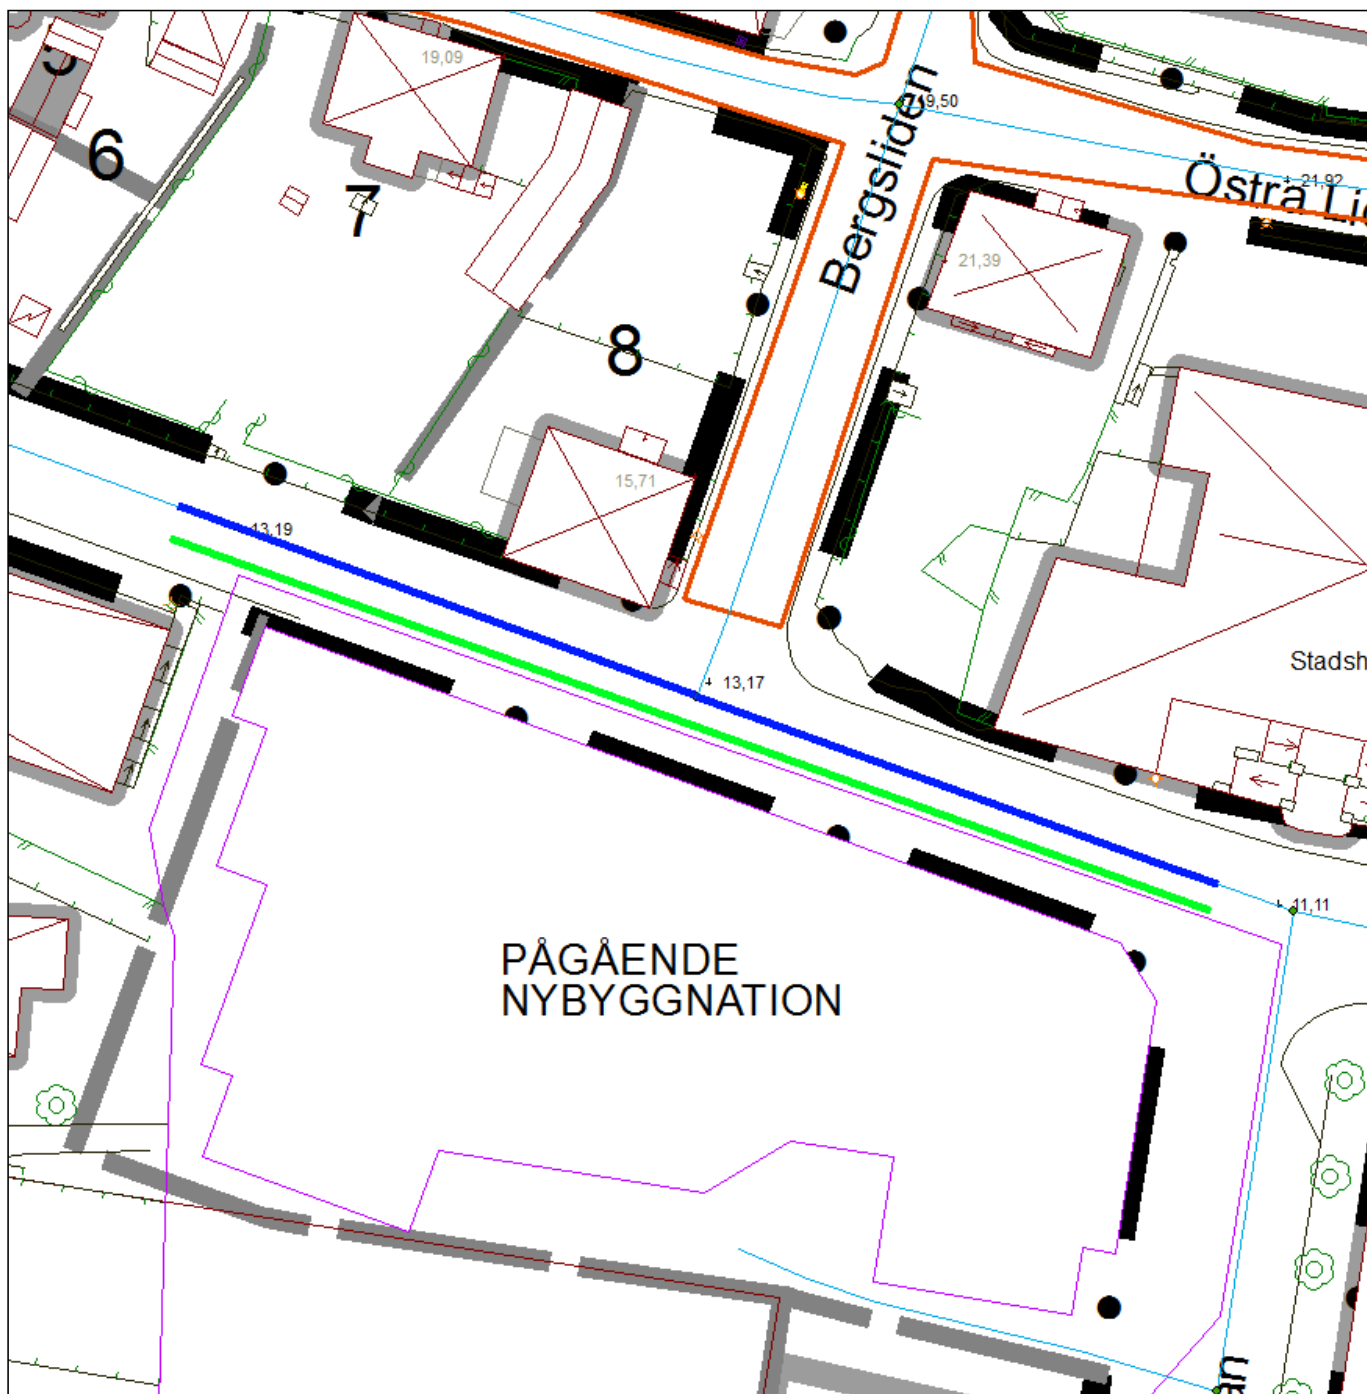 5
19,09
19,50
6
7
Bergsliden
Östra
21,92
21,39
8
15,71
13,19
13,17
Stadsh
11,11
PÅGÅENDE
NYBYGGNATION
an